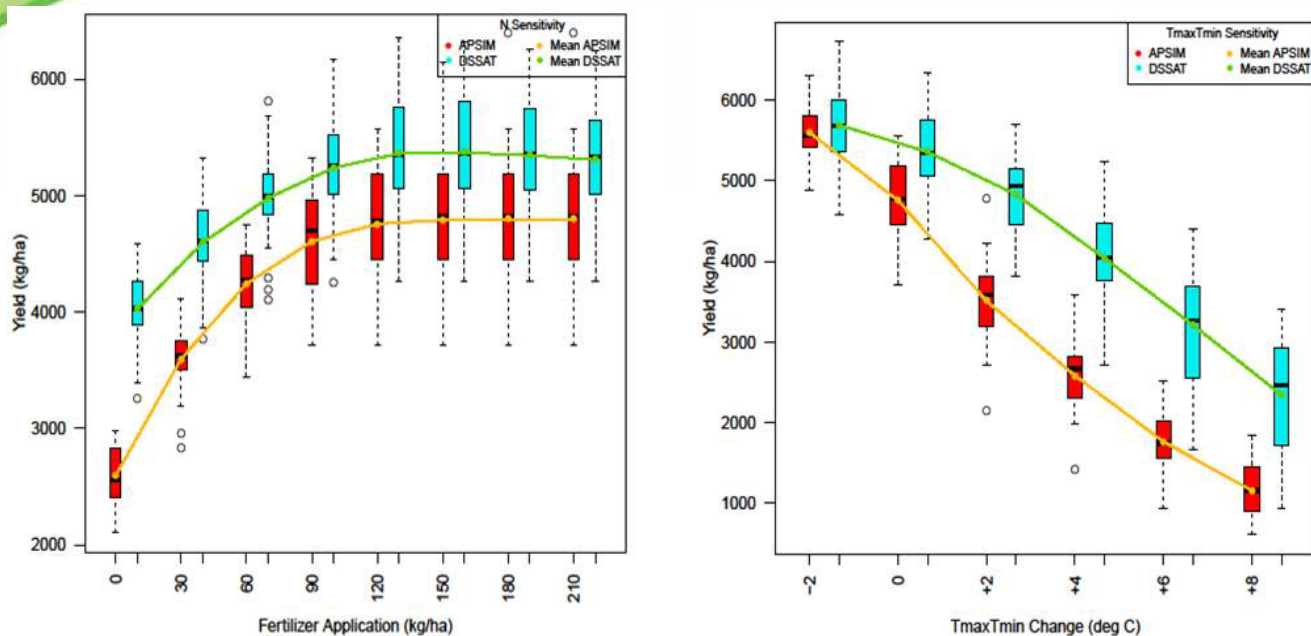 N Sensitivity
APSIM Mean APSIM
DSSAT Mean DSSAT
6000
5000
4000
3000
2000
Yield (kg/ha)
0 30 60 90 120 150 180 210
Fertilizer Application (kg/ha)
TmaxTmin Sensitivity
APSIM Mean APSIM
DSSAT Mean DSSAT
6000
5000
4000
3000
2000
1000
Yield (kg/ha)
−2 0 +2 +4 +6 +8
TmaxTmin Change (deg C)